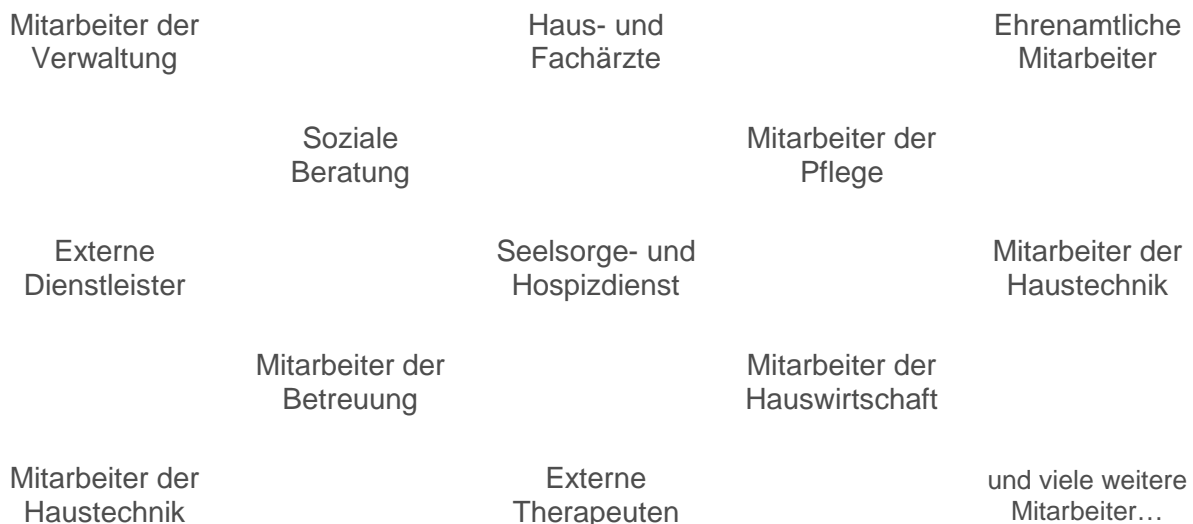 Mitarbeiter der
Verwaltung
Haus- und
Fachärzte
Ehrenamtliche
Mitarbeiter
Soziale
Beratung
Mitarbeiter der
Pflege
Externe
Dienstleister
Seelsorge- und
Hospizdienst
Mitarbeiter der
Haustechnik
Mitarbeiter der
Betreuung
Mitarbeiter der
Hauswirtschaft
Mitarbeiter der
Haustechnik
Externe
Therapeuten
und viele weitere
Mitarbeiter…